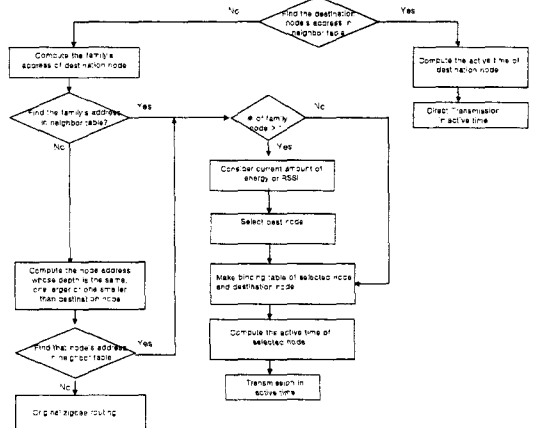 Find the destination
node's address in
neighbor table
No
Yes
Compute the family's
address of destination node
Compute the active time of
destination node
Direct Transmission
in active time
Find the family's address
in neighbor table?
Yes
No
# of family
node > 1
No
Yes
Consider current amount of
energy or RSSI
Select best node
Make binding table of selected node
and destination node
Compute the active time of
selected node
Transmission in
active time
Compute the node address
whose depth is the same,
one larger or one smaller
than destination node
Find that node's address
in neighbor table
Yes
No
Original zigbee routing